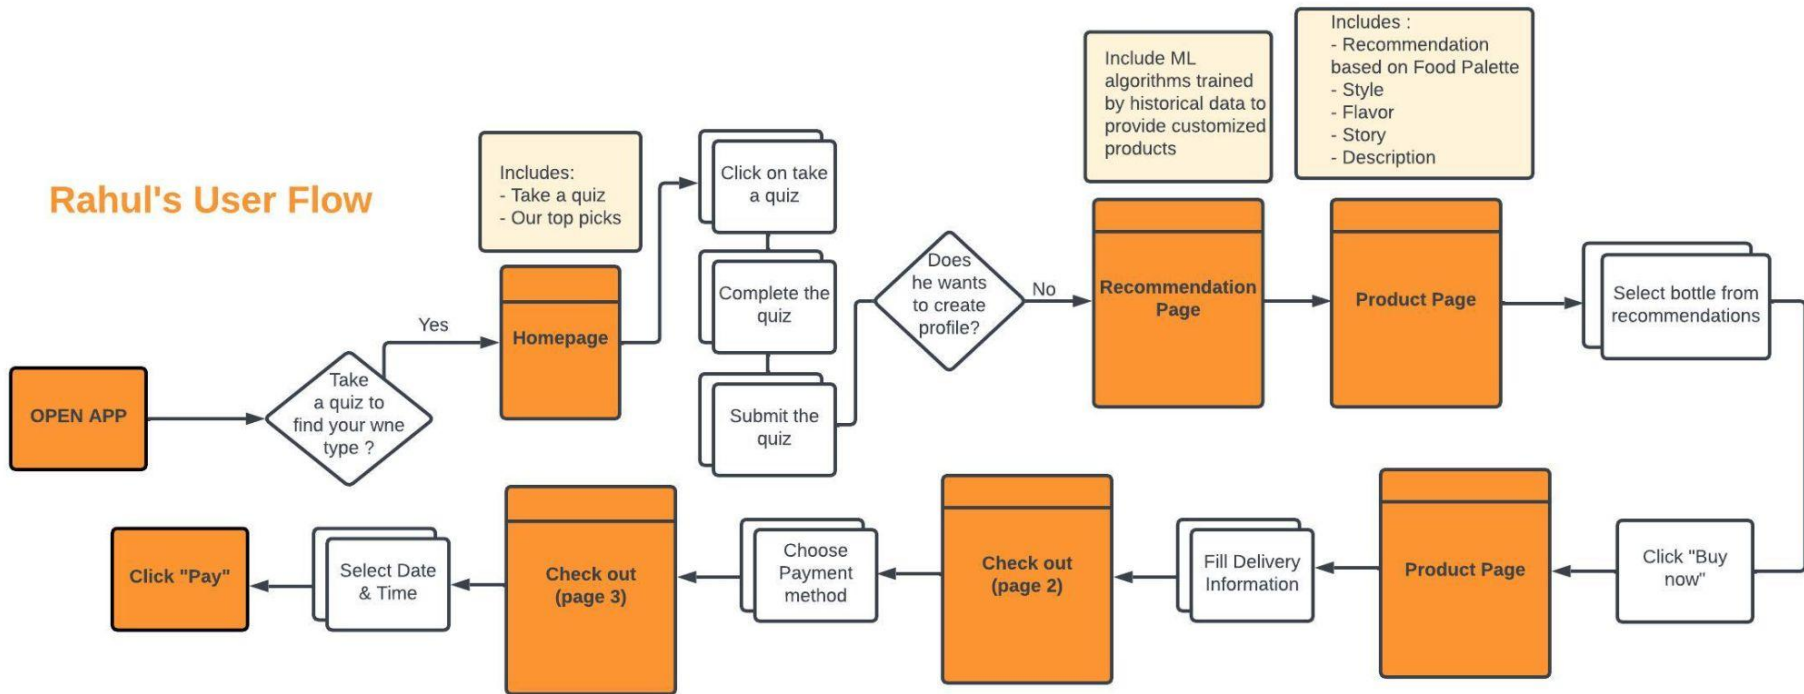 Rahul's User Flow
OPEN APP
Take
a quiz to
find your wne
type ?
Yes
Includes:
- Take a quiz
- Our top picks
Homepage
Click on take
a quiz
Complete the
quiz
Submit the
quiz
Does
he wants
to create
profile?
No
Include ML
algorithms trained
by historical data to
provide customized
products
Recommendation
Page
Includes :
- Recommendation
based on Food Palette
- Style
- Flavor
- Story
- Description
Product Page
Select bottle from
recommendations
Click "Buy
now"
Product Page
Fill Delivery
Information
Check out
(page 2)
Choose
Payment
method
Check out
(page 3)
Select Date
& Time
Click "Pay"